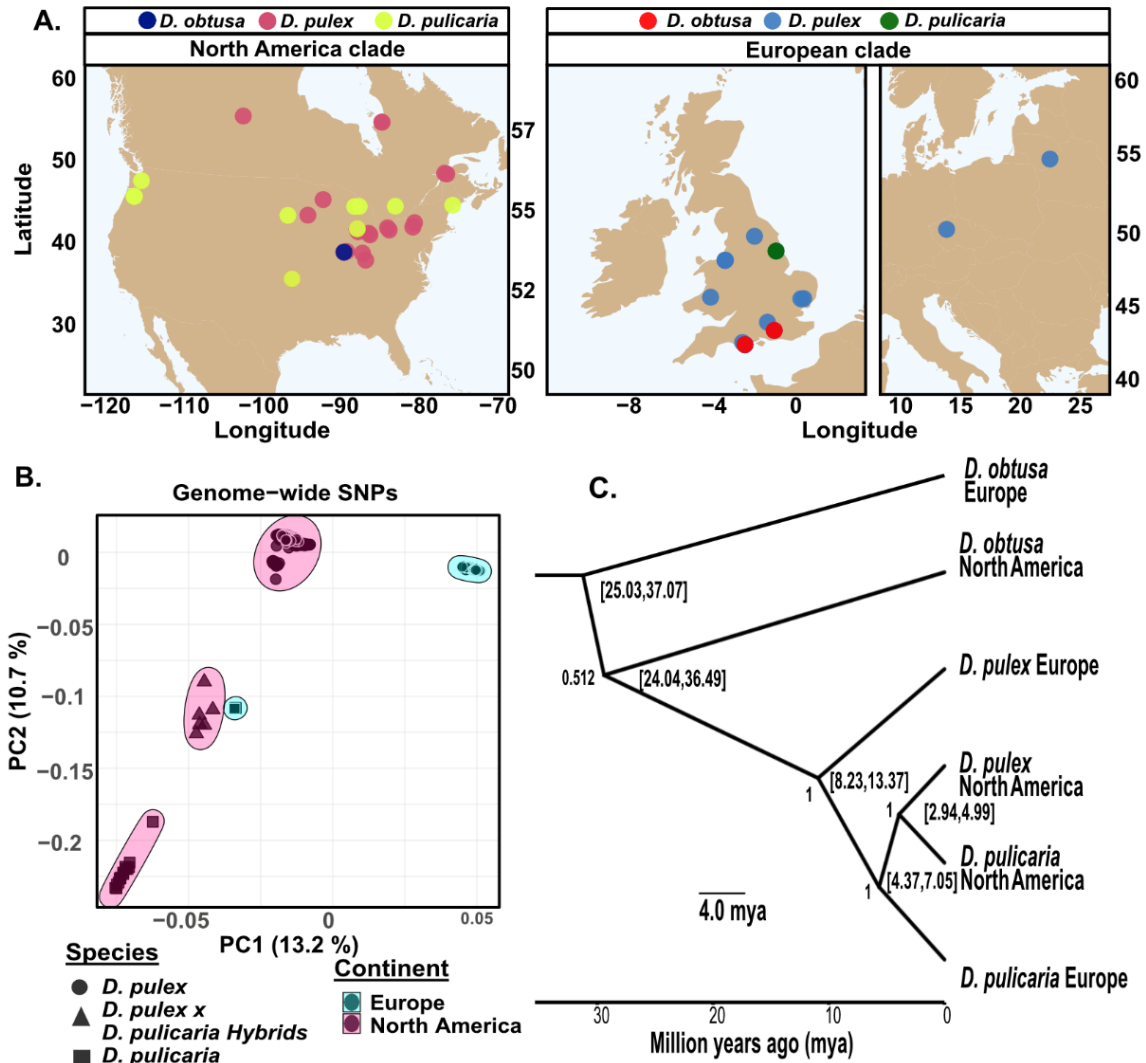 A.
D. obtusa D. pulex D. pulicaria
North America clade
D. obtusa D. pulex D. pulicaria
European clade
Latitude
60
50
40
30
−120 −110 −100 −90 −80 −70
Longitude
57
55
52
50
−8 −4 0
10 15 20 25
Longitude
60
55
50
45
40
B.
Genome−wide SNPs
PC2 (10.7 %)
0
−0.05
−0.1
−0.15
−0.2
−0.05 0 0.05
PC1 (13.2 %)
Species
D. pulex
D. pulex x
D. pulicaria Hybrids
D. pulicaria
Continent
Europe
North America
C.
D. obtusa
Europe
D. obtusa
North America
D. pulex Europe
D. pulex
North America
D. pulicaria
North America
D. pulicaria Europe
[25.03,37.07]
0.512
[24.04,36.49]
[8.23,13.37]
1
1
[2.94,4.99]
1
[4.37,7.05]
4.0 mya
30 20 10 0
Million years ago (mya)